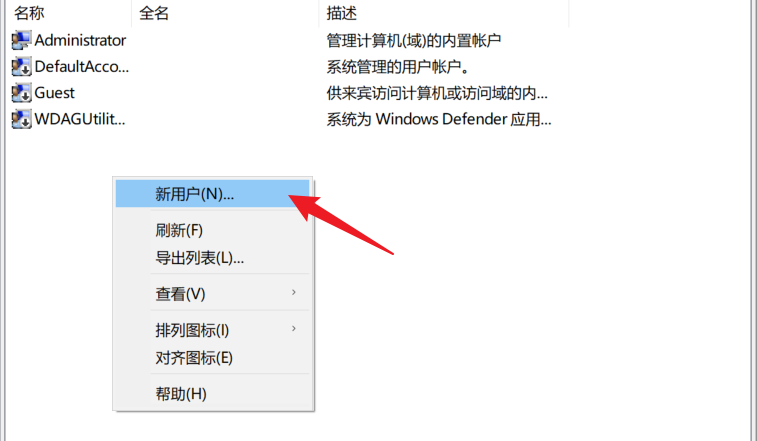 名称 全名 描述
Administrator 管理计算机(域)的内置帐户
DefaultAcco... 系统管理的用户帐户。
Guest 供来宾访问计算机或访问域的内...
WDAGUtilit... 系统为 Windows Defender 应用...
新用户(N)...
刷新(F)
导出列表(L)...
查看(V)
排列图标(I)
对齐图标(E)
帮助(H)